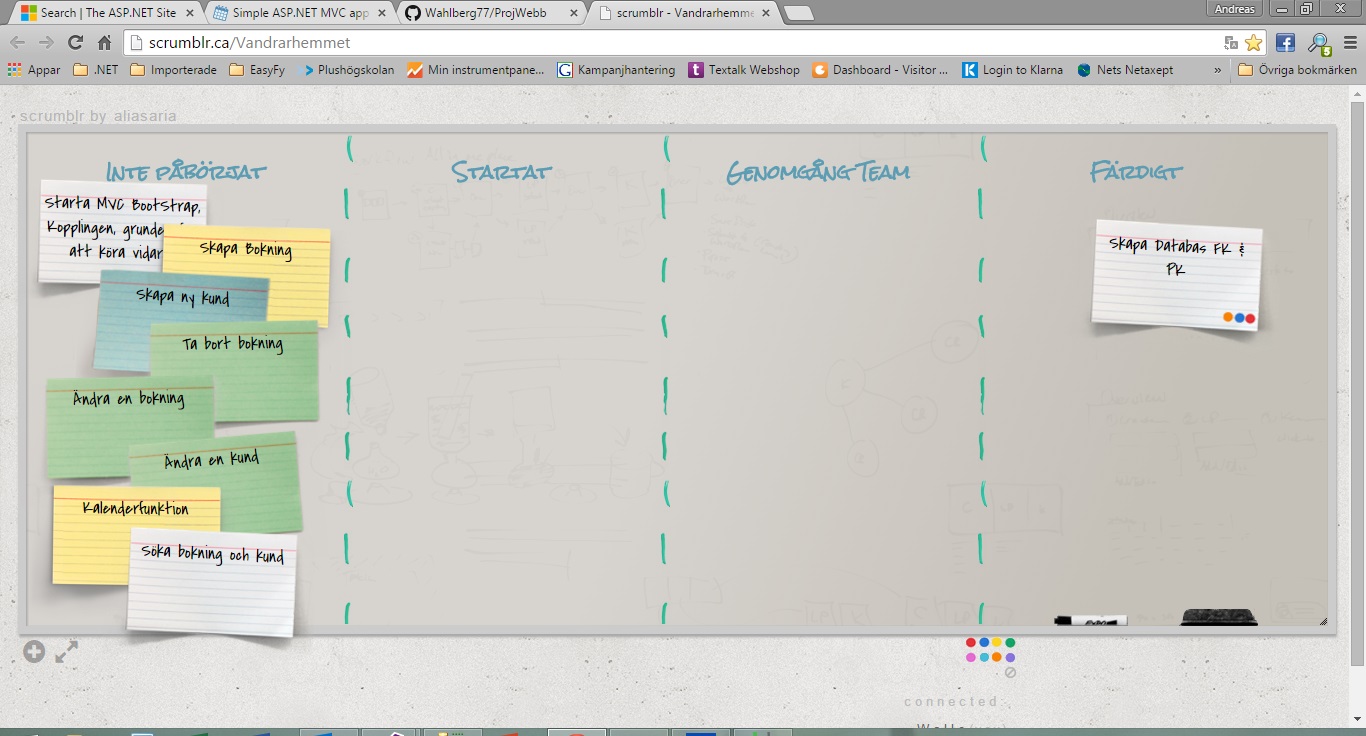 Search | The ASP.NET Site
Simple ASP.NET MVC app
Wahlberg77/ProjWebb
scrumblr - Vandrarhemme
Andreas
scrumblr.ca/Vandrarhemmet
5
Appar
.NET
Importerade
EasyFy
Plushögskolan
Min instrumentpane...
Kampanjhantering
Textalk Webshop
Dashboard - Visitor ...
Login to Klarna
Nets Netaxept
»
Övriga bokmärken
scrumblr by aliasaria
Inte påbörjat
Startat
Genomgång Team
Färdigt
Starta MVC BootStrap,
Kopplingen, grunde
att köra vidar
Skapa Bokning
Skapa ny kund
Ta bort bokning
Ändra en bokning
Ändra en kund
Kalenderfunktion
Söka bokning och kund
Skapa Databas FK &
PK
connected: